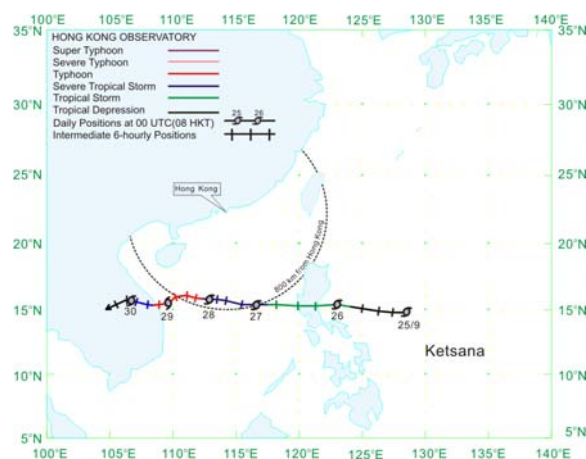 100°E 105°E 110°E 115°E 120°E 125°E 130°E 135°E 140°E
35°N 35°N
HONG KONG OBSERVATORY
Super Typhoon
Severe Typhoon
Typhoon
Severe Tropical Storm
Tropical Storm
Tropical Depression
Daily Positions at 00 UTC(08 HKT)
25 26
Intermediate 6-hourly Positions
30°N 30°N
25°N 25°N
Hong Kong
20°N 20°N
800 km from Hong Kong
15°N 15°N
30 29 28 27 26 25/9
Ketsana
10°N 10°N
5°N 5°N
100°E 105°E 110°E 115°E 120°E 125°E 130°E 135°E 140°E